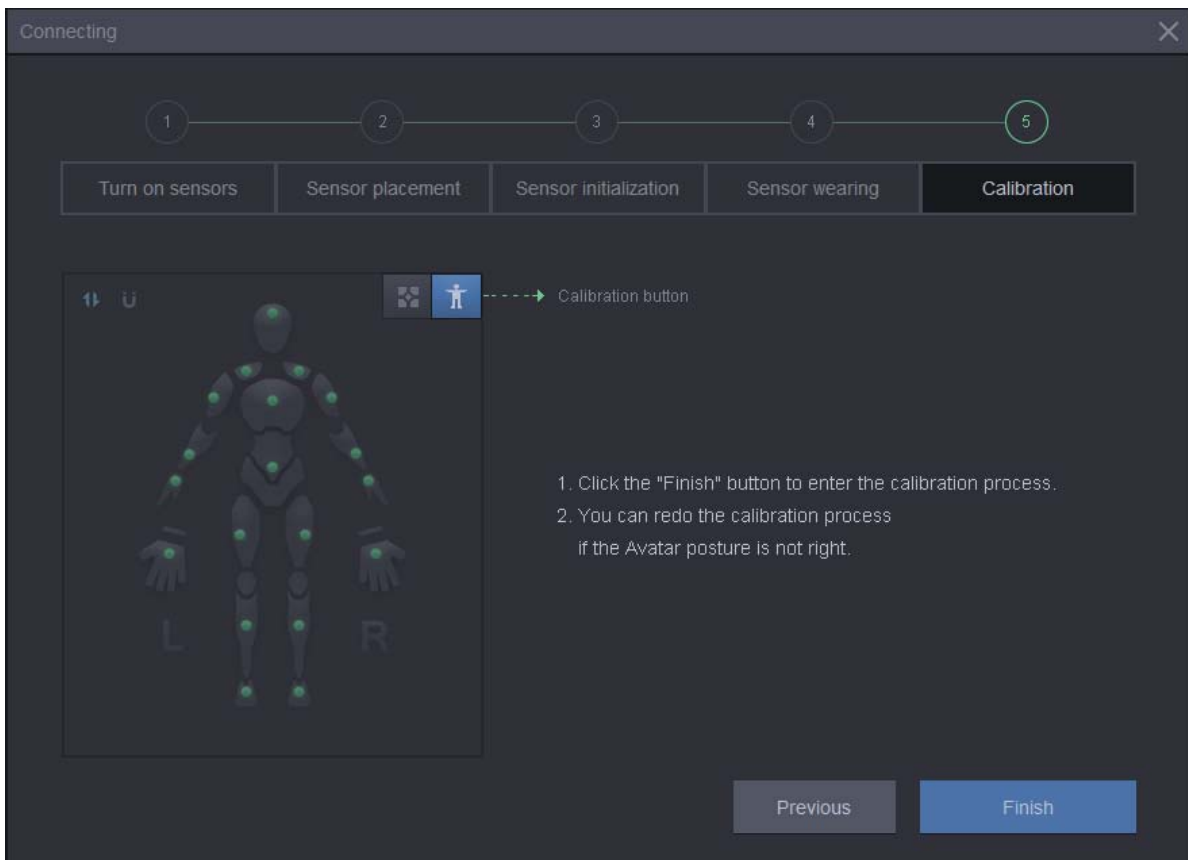 Connecting
1
2
3
4
5
Turn on sensors
Sensor placement
Sensor initialization
Sensor wearing
Calibration
Calibration button
1. Click the "Finish" button to enter the calibration process.
2. You can redo the calibration process
if the Avatar posture is not right.
L
R
Previous
Finish